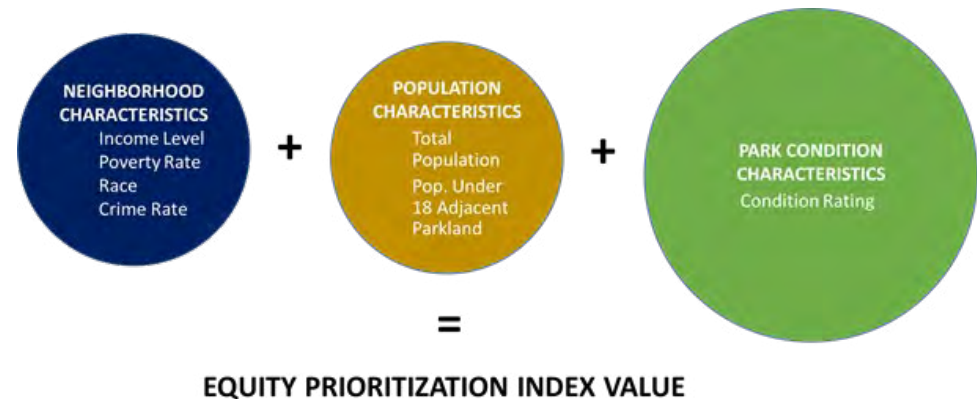 NEIGHBORHOOD
CHARACTERISTICS
Income Level
Poverty Rate
Race
Crime Rate
+
POPULATION
CHARACTERISTICS
Total
Population
Pop. Under
18 Adjacent
Parkland
+
PARK CONDITION
CHARACTERISTICS
Condition Rating
=
EQUITY PRIORITIZATION INDEX VALUE